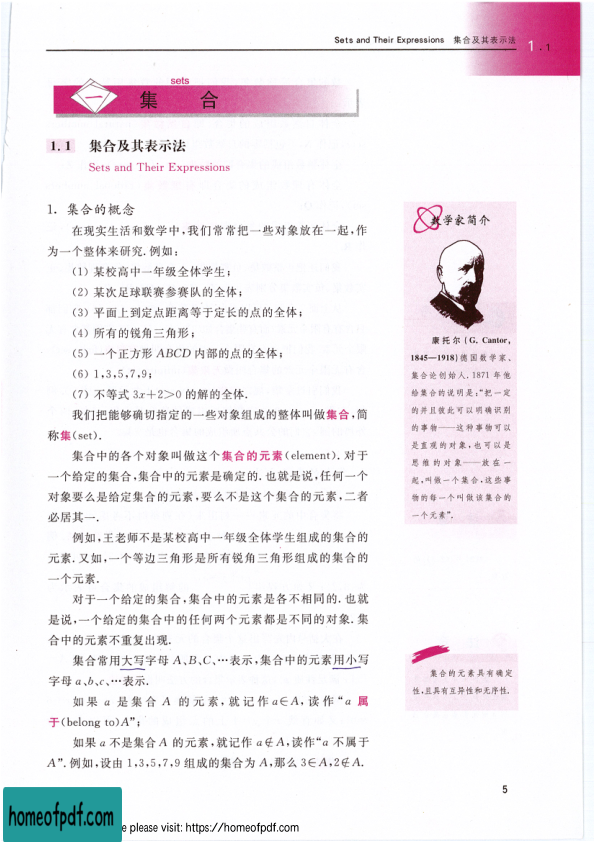 Sets and Their Expressions 集合及其表示法 1.1
sets
一 集 合
1.1 集合及其表示法
Sets and Their Expressions
1. 集合的概念
在现实生活和数学中,我们常常把一些对象放在一起,作
为一个整体来研究.例如:
(1) 某校高中一年级全体学生;
(2) 某次足球联赛参赛队的全体;
(3) 平面上到定点距离等于定长的点的全体;
(4) 所有的锐角三角形;
(5) 一个正方形 ABCD 内部的点的全体;
(6) 1,3,5,7,9;
(7) 不等式 3x+2>0 的解的全体.
我们把能够确切指定的一些对象组成的整体叫做集合,简
称集(set).
集合中的各个对象叫做这个集合的元素(element).对于
一个给定的集合,集合中的元素是确定的.也就是说,任何一个
对象要么是给定集合的元素,要么不是这个集合的元素,二者
必居其一.
例如,王老师不是某校高中一年级全体学生组成的集合的
元素.又如,一个等边三角形是所有锐角三角形组成的集合的
一个元素.
对于一个给定的集合,集合中的元素是各不相同的.也就
是说,一个给定的集合中的任何两个元素都是不同的对象.集
合中的元素不重复出现.
集合常用大写字母 A、B、C、…表示,集合中的元素用小写
字母 a、b、c、…表示.
如果 a 是集合 A 的元素,就记作 a∈A,读作“a 属
于(belong to)A”;
如果 a 不是集合 A 的元素,就记作 a∉A,读作“a 不属于
A”.例如,设由 1,3,5,7,9 组成的集合为 A,那么 3∈A,2∉A.
数学家简介
康托尔(G. Cantor,
1845—1918)德国数学家、
集合论创始人.1871 年他
给集合的说明是:“把一定
的并且彼此可以明确识别
的事物——这种事物可以
是直观的对象,也可以是
思维的对象——放在一
起,叫做一个集合,这些事
物的每一个叫做该集合的
一个元素”.
集合的元素具有确定
性,且具有互异性和无序性.
5
homeofpdf.com
e please visit: https://homeofpdf.com